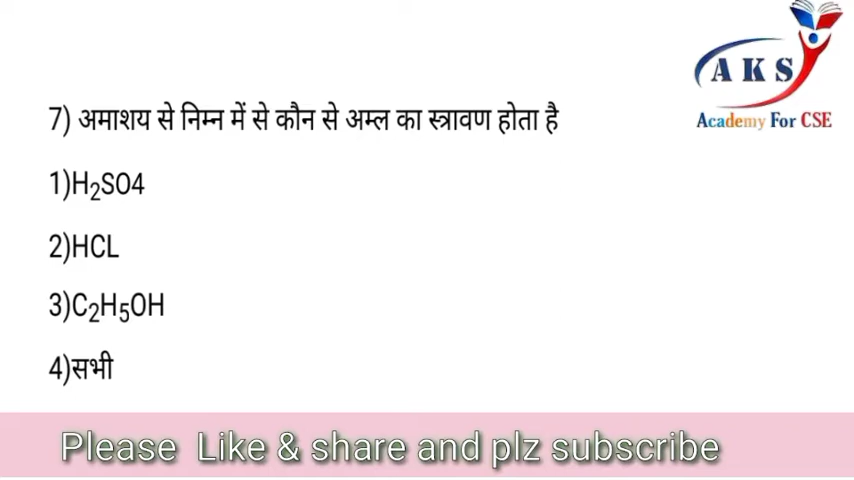 AKS
Academy For CSE
7) अमाशय से निम्न में से कौन से अम्ल का स्त्रावण होता है
1)H₂SO4
2)HCL
3)C₂H₅OH
4)सभी
Please Like & share and plz subscribe